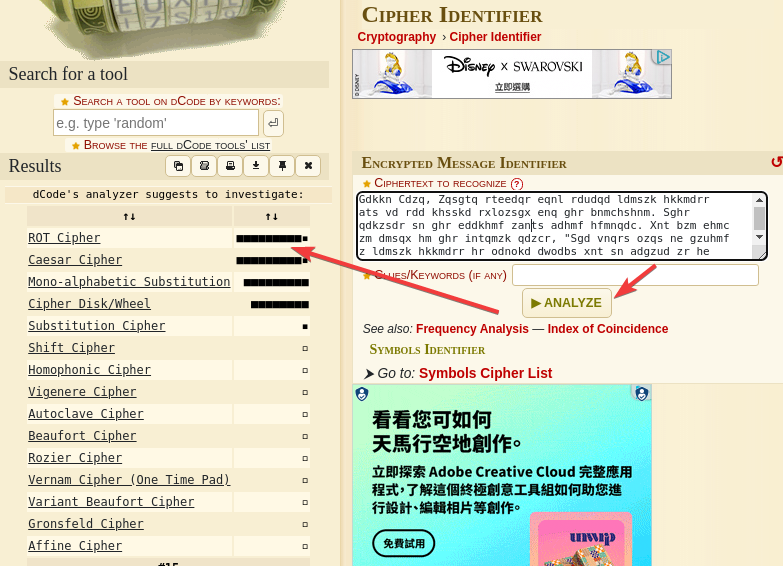 Search for a tool
★ Search a tool on dCode by keywords:
e.g. type 'random'
★ Browse the full dCode tools' list
Results
dCode's analyzer suggests to investigate:
↑↓ ↑↓
ROT Cipher
Caesar Cipher
Mono-alphabetic Substitution
Cipher Disk/Wheel
Substitution Cipher
Shift Cipher
Homophonic Cipher
Vigenere Cipher
Autoclave Cipher
Beaufort Cipher
Rozier Cipher
Vernam Cipher (One Time Pad)
Variant Beaufort Cipher
Gronsfeld Cipher
Affine Cipher
Cipher Identifier
Cryptography › Cipher Identifier
© DISNEY
Disney X SWAROVSKI
立即選購
Encrypted Message Identifier
★ Ciphertext to recognize ?
Gdkkn Cdzq, Zqsgtq rteedqr eqnl rdudqd ldmszk hkkmdrr
ats vd rdd khsskd rxlozsgx enq ghr bnmchshnm. Sghr
qdkzsdr sn ghr eddkhmf zants adhmf hfmnqdc. Xnt bzm ehmc
zm dmsqx hm ghr intqmzk qdzcr, "Sgd vnqrs ozqs ne gzuhmf
z ldmszk hkkmdrr hr odnokd dwodbs xnt sn adgzud zr he
★ Clues/Keywords (if any)
▶ ANALYZE
See also: Frequency Analysis — Index of Coincidence
Symbols Identifier
➤ Go to: Symbols Cipher List
看看您可如何
天馬行空地創作。
立即探索 Adobe Creative Cloud 完整應用
程式,了解這個終極創意工具組如何助您進
行設計、編輯相片等創作。
免費試用